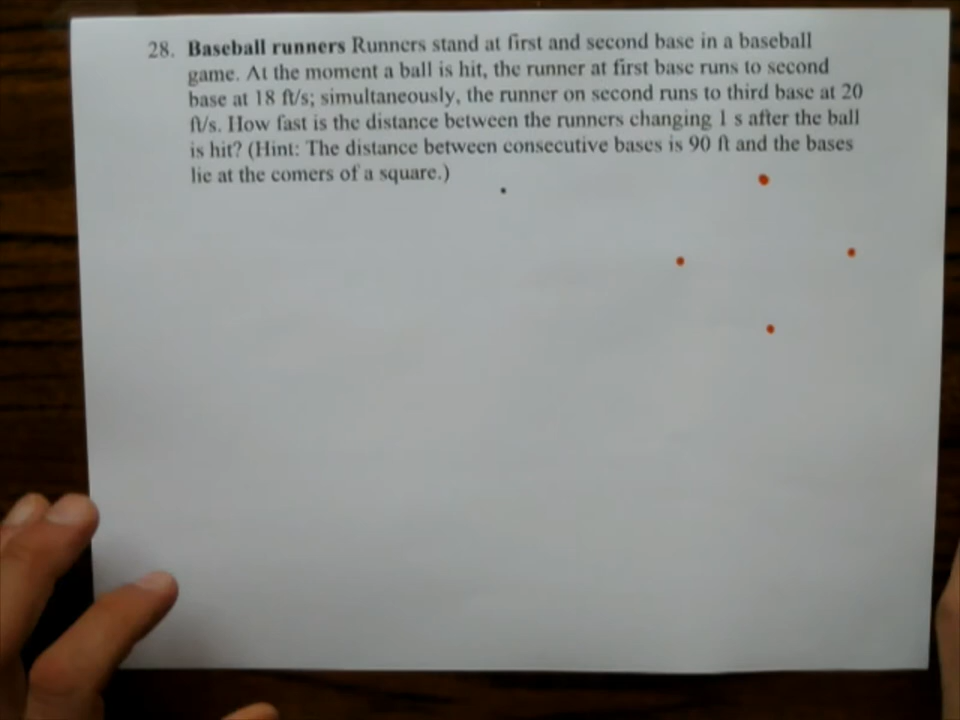 28. Baseball runners Runners stand at first and second base in a baseball
game. At the moment a ball is hit, the runner at first base runs to second
base at 18 ft/s; simultaneously, the runner on second runs to third base at 20
ft/s. How fast is the distance between the runners changing 1 s after the ball
is hit? (Hint: The distance between consecutive bases is 90 ft and the bases
lie at the comers of a square.)